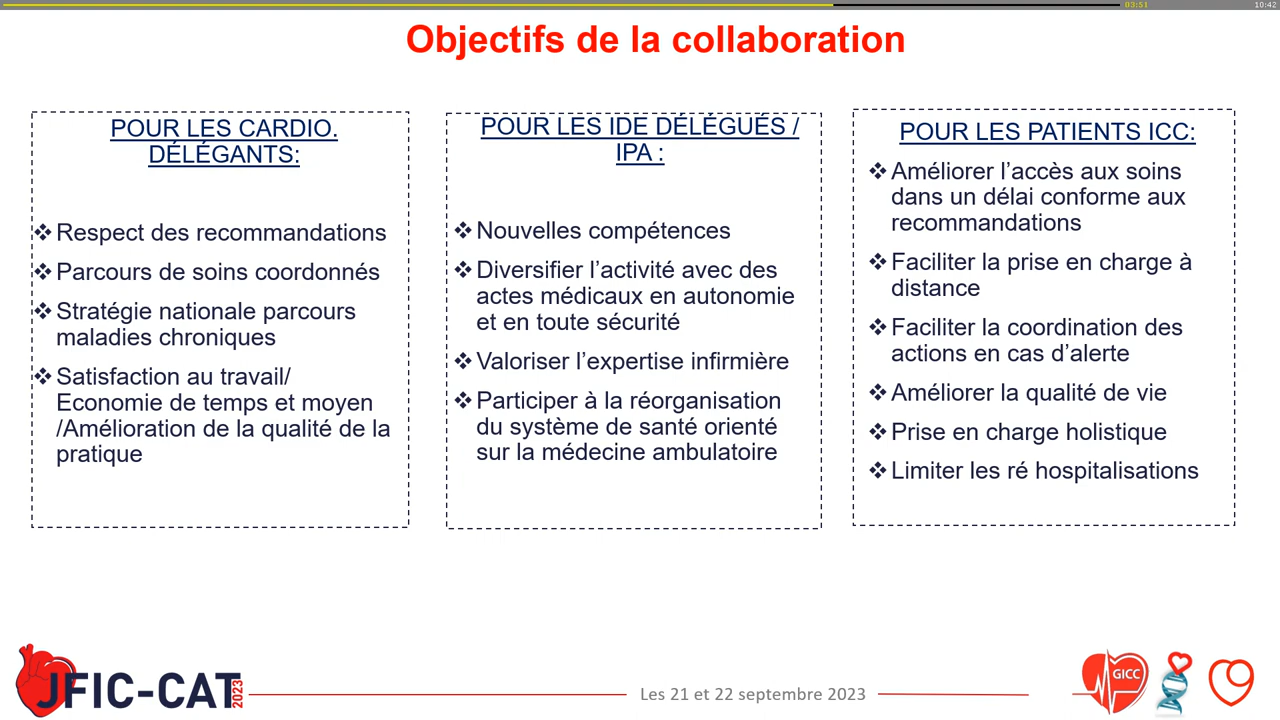 03:51
10:42
Objectifs de la collaboration
POUR LES CARDIO.
DÉLÉGANTS:
❖Respect des recommandations
❖Parcours de soins coordonnés
❖Stratégie nationale parcours
maladies chroniques
❖Satisfaction au travail/
Economie de temps et moyen
/Amélioration de la qualité de la
pratique
POUR LES IDE DÉLÉGUÉS /
IPA :
❖Nouvelles compétences
❖Diversifier l’activité avec des
actes médicaux en autonomie
et en toute sécurité
❖Valoriser l’expertise infirmière
❖Participer à la réorganisation
du système de santé orienté
sur la médecine ambulatoire
POUR LES PATIENTS ICC:
❖Améliorer l’accès aux soins
dans un délai conforme aux
recommandations
❖Faciliter la prise en charge à
distance
❖Faciliter la coordination des
actions en cas d’alerte
❖Améliorer la qualité de vie
❖Prise en charge holistique
❖Limiter les ré hospitalisations
JFIC-CAT
2023
Les 21 et 22 septembre 2023
GICC